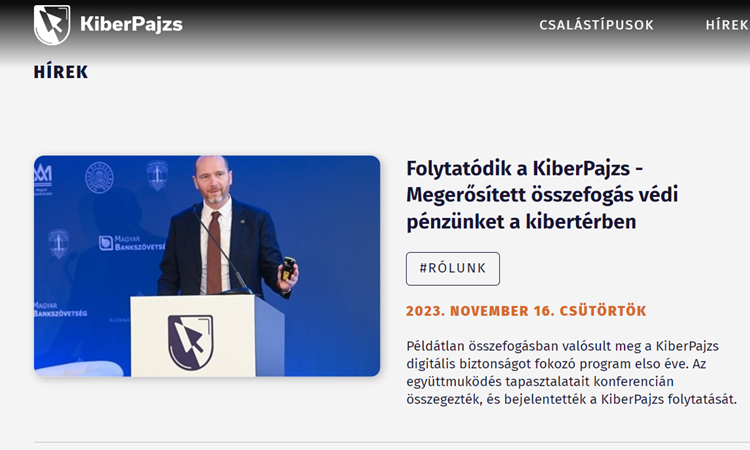 KiberPajzs
CSALÁSTÍPUSOK
HÍREK
HÍREK
MAGYAR
BANKSZÖVETSÉG
MAGYAR
BANKSZÖVETSÉG
Folytatódik a KiberPajzs -
Megerősített összefogás védi
pénzünket a kibertérben
#RÓLUNK
2023. NOVEMBER 16. CSÜTÖRTÖK
Példátlan összefogásban valósult meg a KiberPajzs
digitális biztonságot fokozó program elso éve. Az
együttmuködés tapasztalatait konferencián
összegezték, és bejelentették a KiberPajzs folytatását.